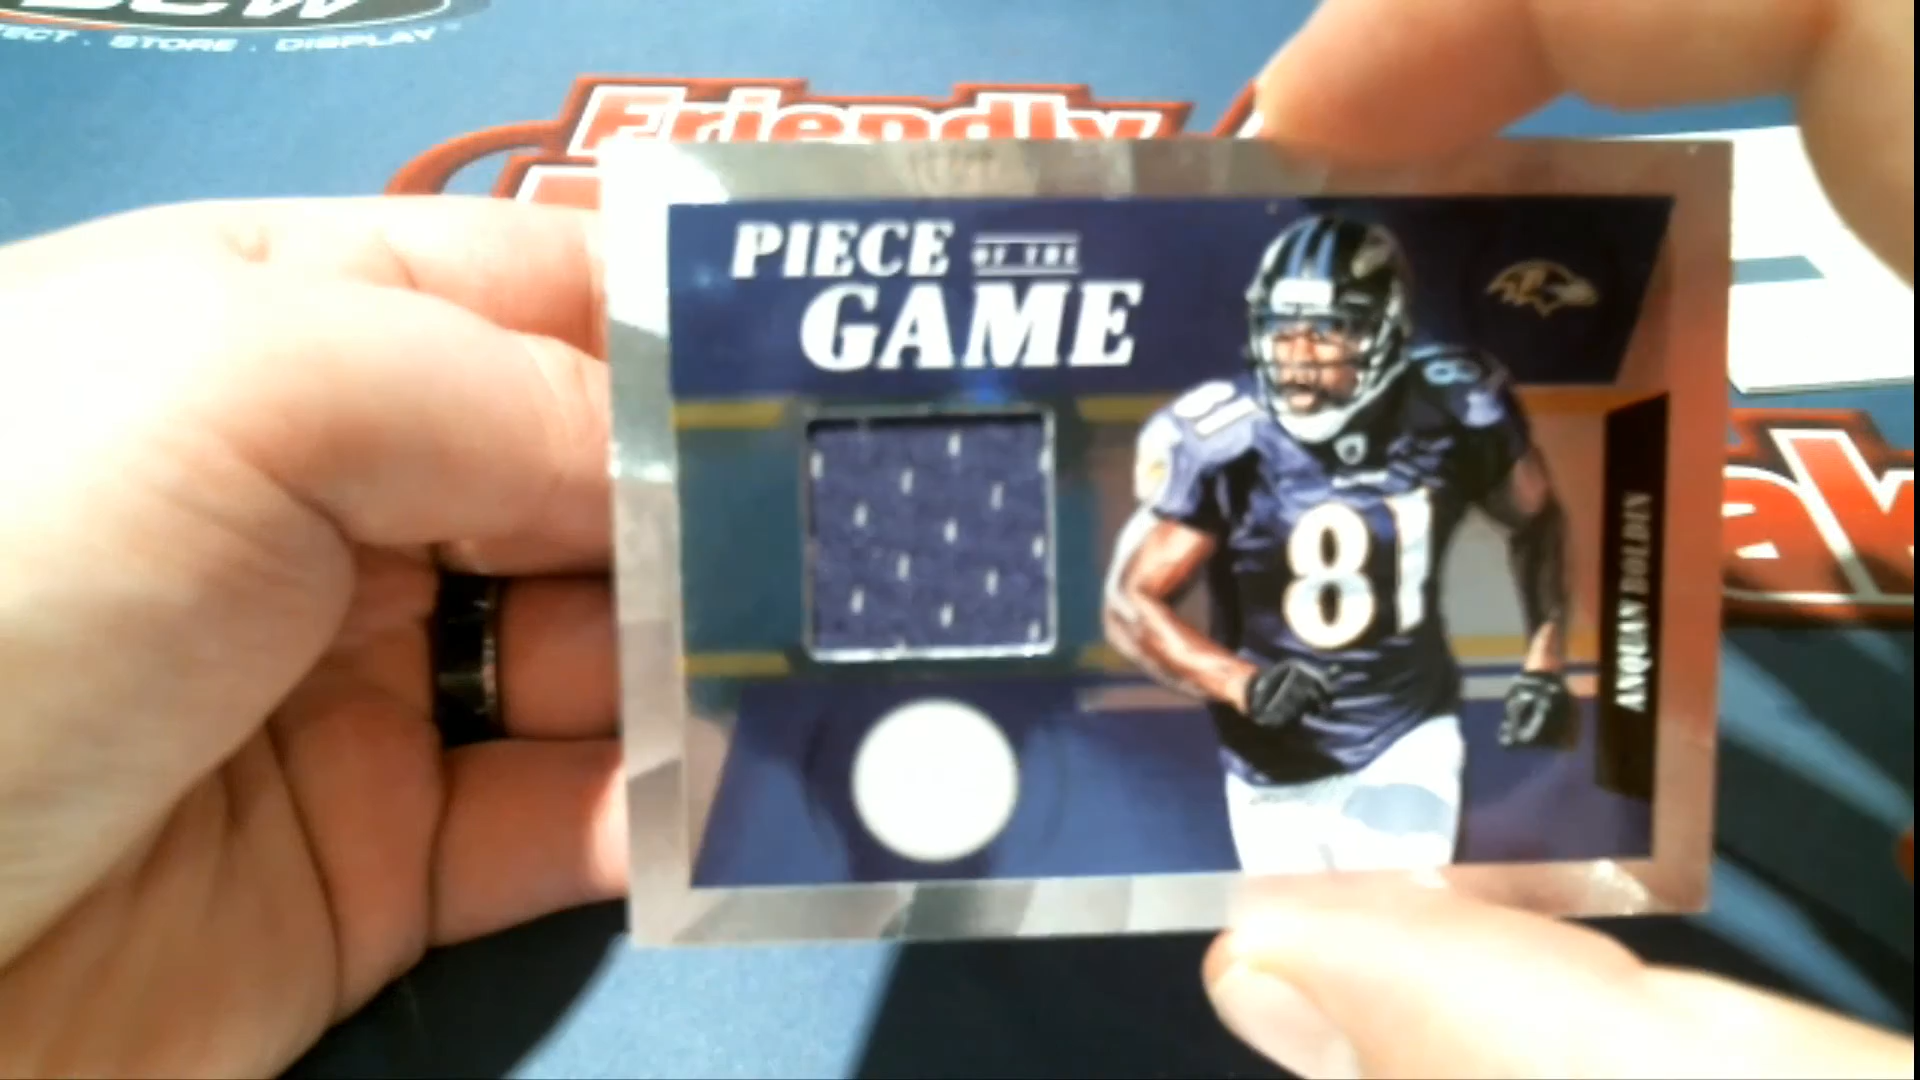 STORE . DISPLAY
Friendly
PIECE OF THE
GAME
81
81
ANQUAN BOLDIN